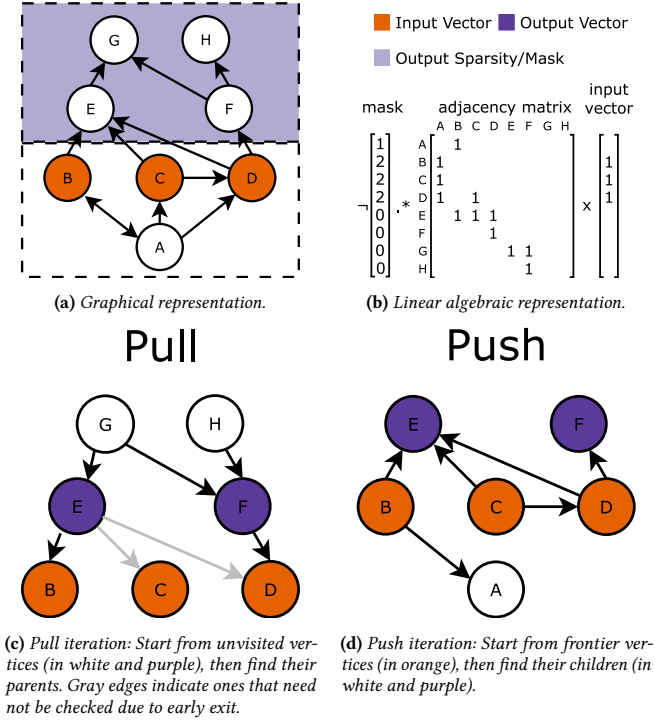 G
H
E
F
B
C
D
A
(a) Graphical representation.
Input Vector
Output Vector
Output Sparsity/Mask
mask
adjacency matrix
input
vector
A B C D E F G H
¬ .* x
1 A 1
2 B 1 1
2 C 1 1
2 D 1 1 1
0 E 1 1 1
0 F 1
0 G 1 1
0 H 1
(b) Linear algebraic representation.
Pull
G
H
E
F
B
C
D
(c) Pull iteration: Start from unvisited ver-
tices (in white and purple), then find their
parents. Gray edges indicate ones that need
not be checked due to early exit.
Push
E
F
B
C
D
A
(d) Push iteration: Start from frontier ver-
tices (in orange), then find their children (in
white and purple).